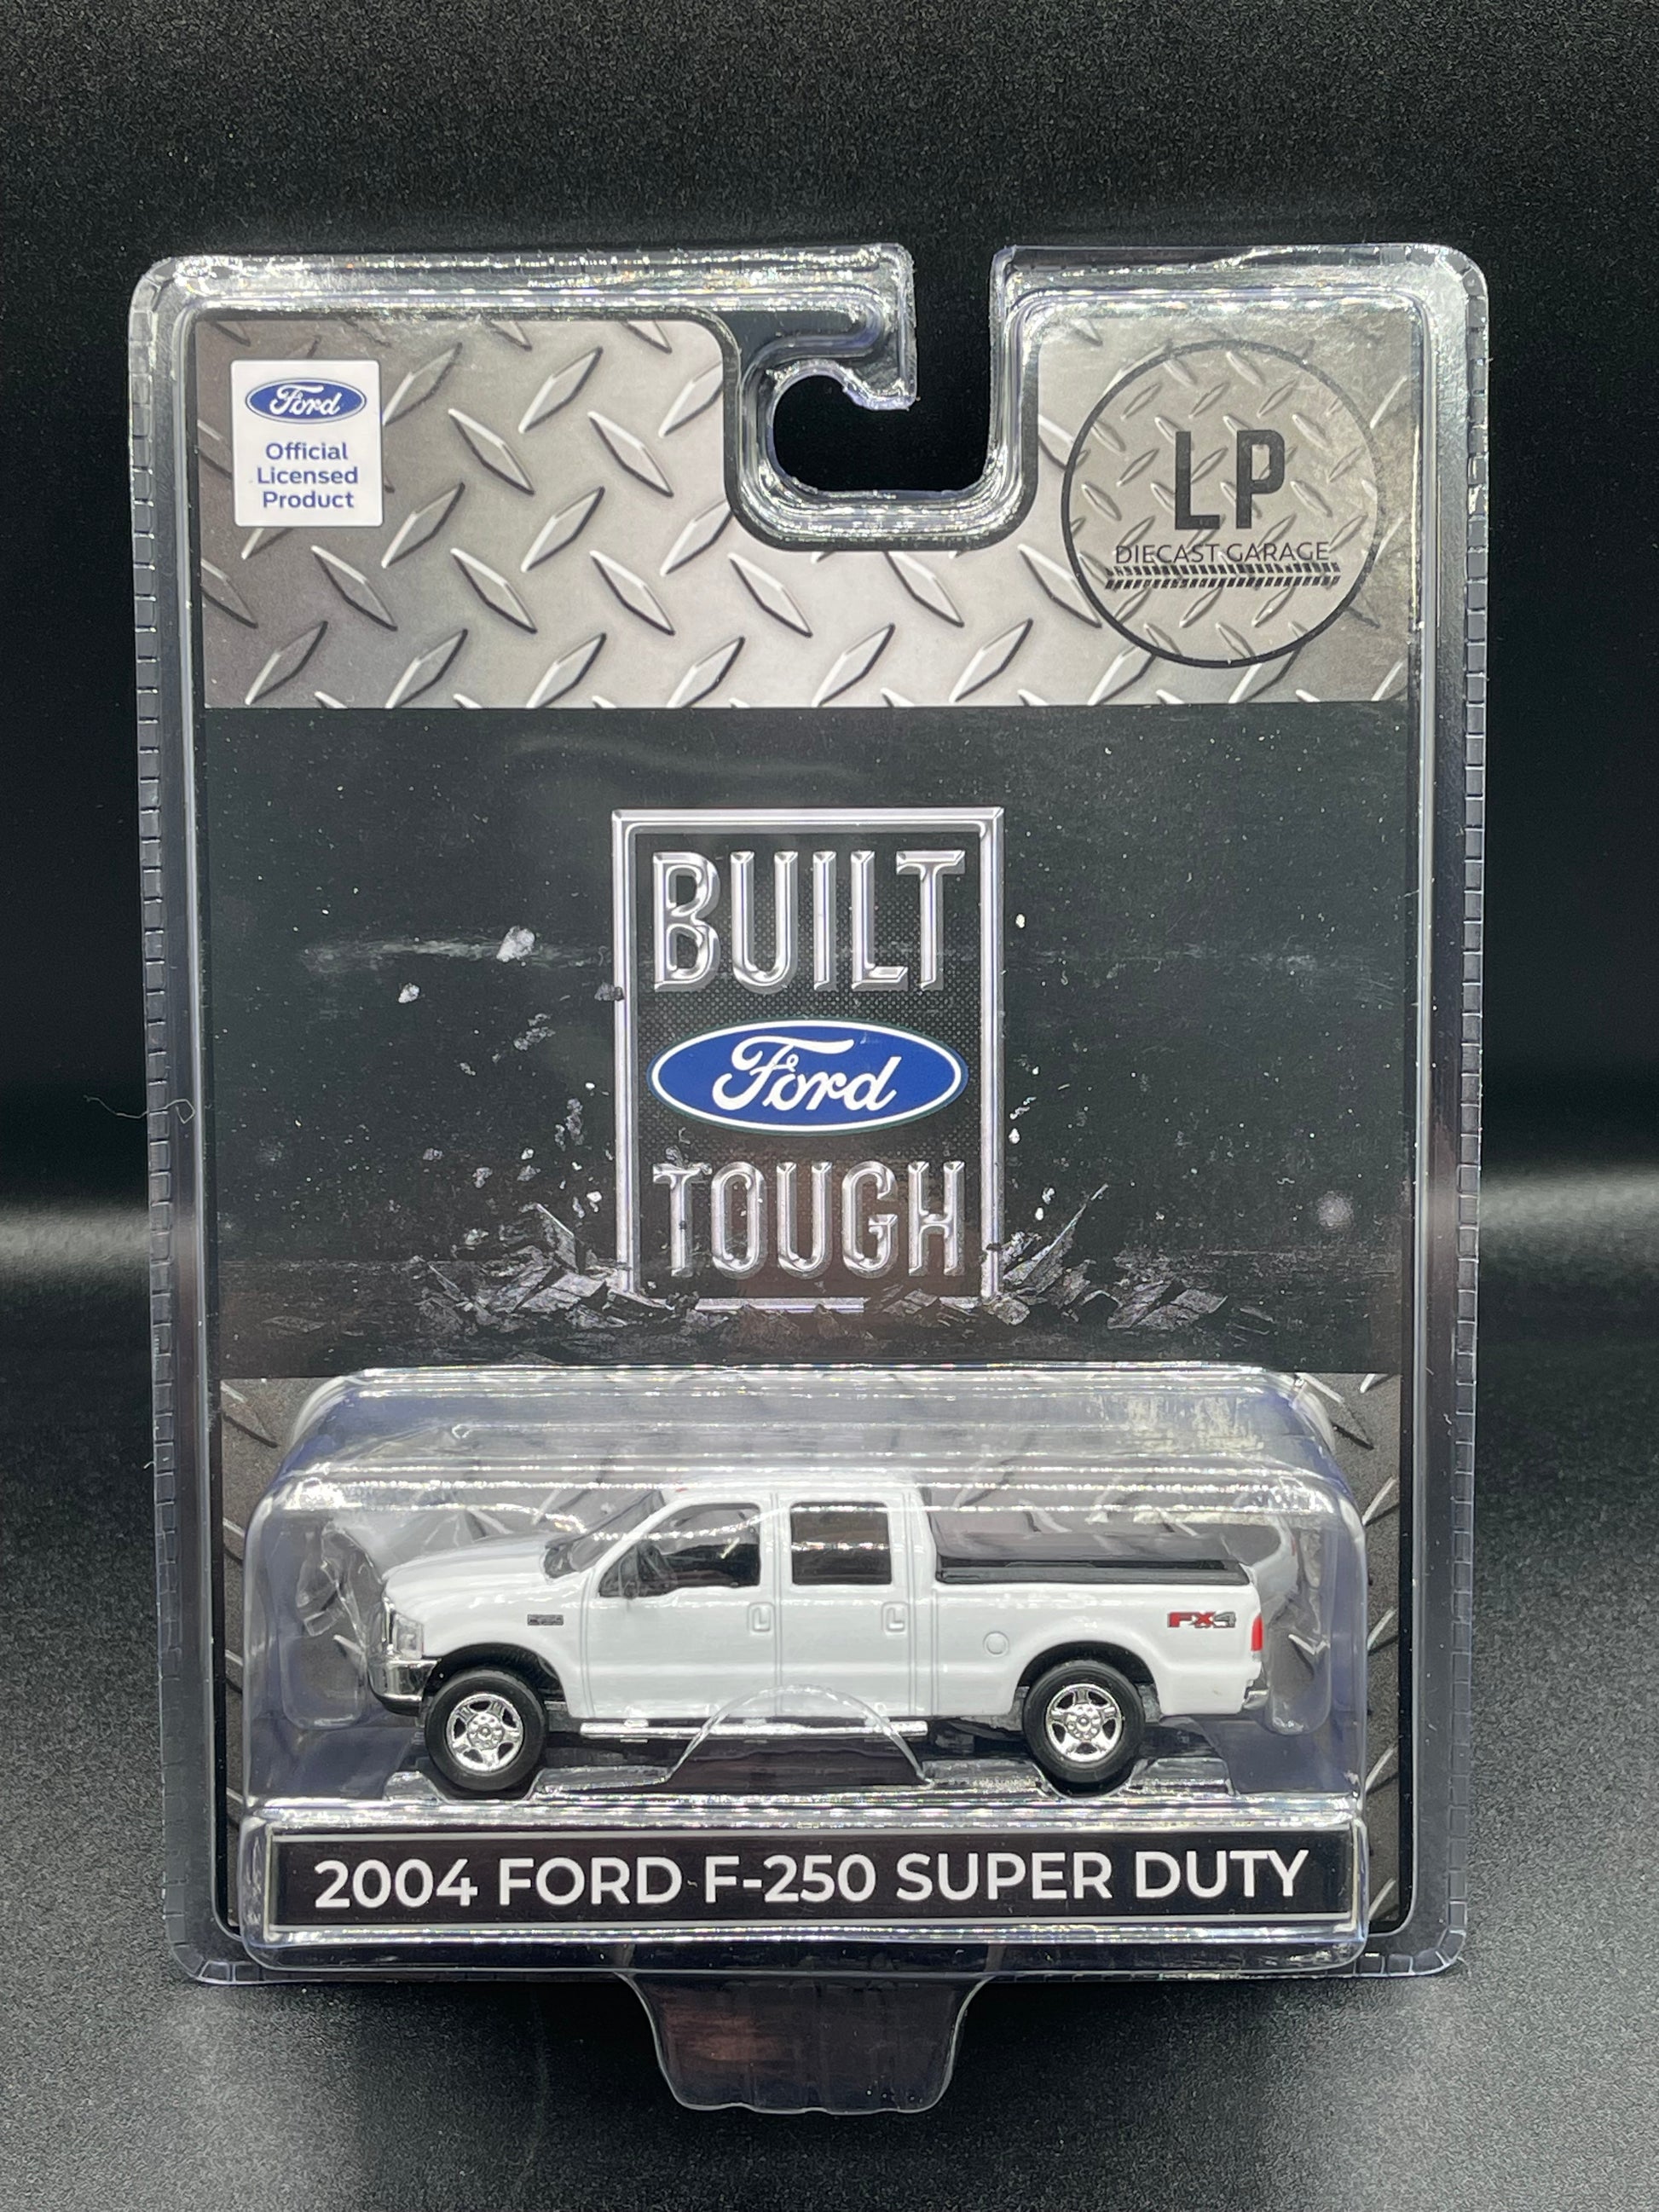 Ford
Official
Licensed
Product
LP
DIECAST GARAGE
BUILT
Ford
TOUGH
FX4
2004 FORD F-250 SUPER DUTY